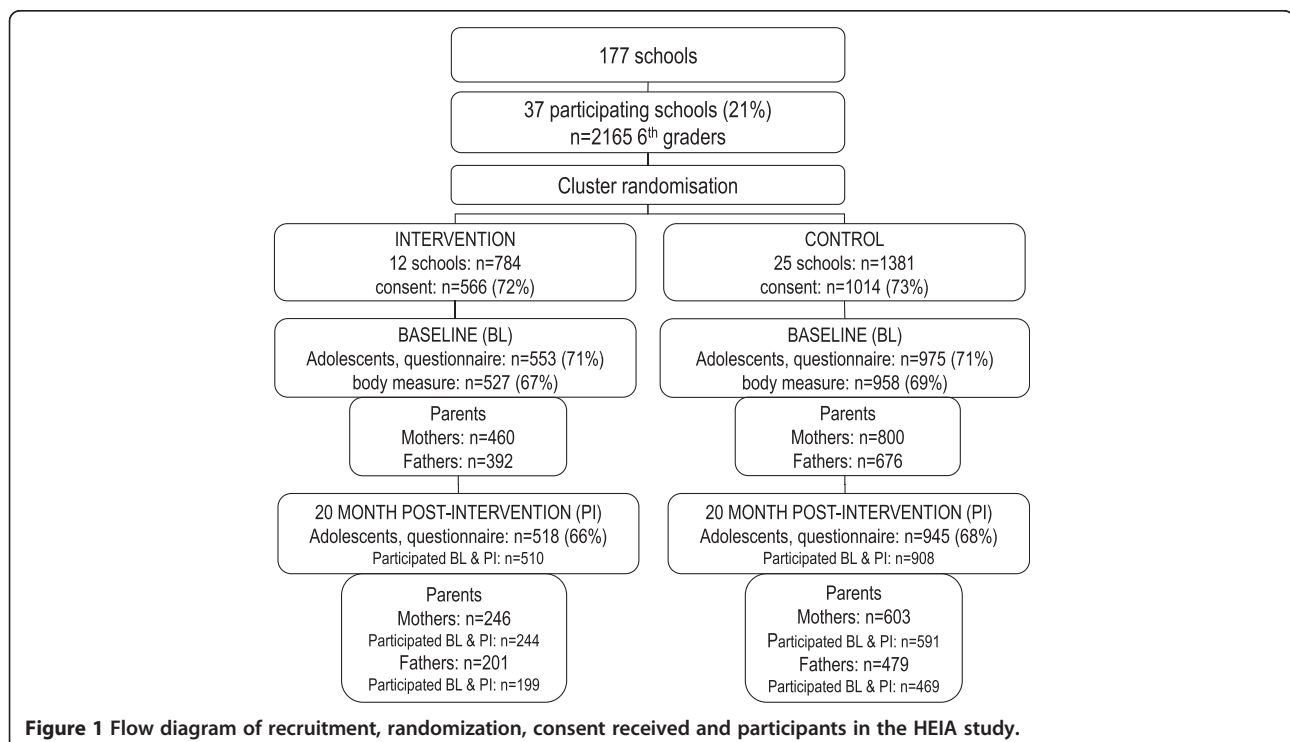 177 schools
37 participating schools (21%)
n=2165 6th graders
Cluster randomisation
INTERVENTION
12 schools: n=784
consent: n=566 (72%)
CONTROL
25 schools: n=1381
consent: n=1014 (73%)
BASELINE (BL)
Adolescents, questionnaire: n=553 (71%)
body measure: n=527 (67%)
BASELINE (BL)
Adolescents, questionnaire: n=975 (71%)
body measure: n=958 (69%)
Parents
Mothers: n=460
Fathers: n=392
Parents
Mothers: n=800
Fathers: n=676
20 MONTH POST-INTERVENTION (PI)
Adolescents, questionnaire: n=518 (66%)
Participated BL & PI: n=510
20 MONTH POST-INTERVENTION (PI)
Adolescents, questionnaire: n=945 (68%)
Participated BL & PI: n=908
Parents
Mothers: n=246
Participated BL & PI: n=244
Fathers: n=201
Participated BL & PI: n=199
Parents
Mothers: n=603
Participated BL & PI: n=591
Fathers: n=479
Participated BL & PI: n=469
Figure 1 Flow diagram of recruitment, randomization, consent received and participants in the HEIA study.